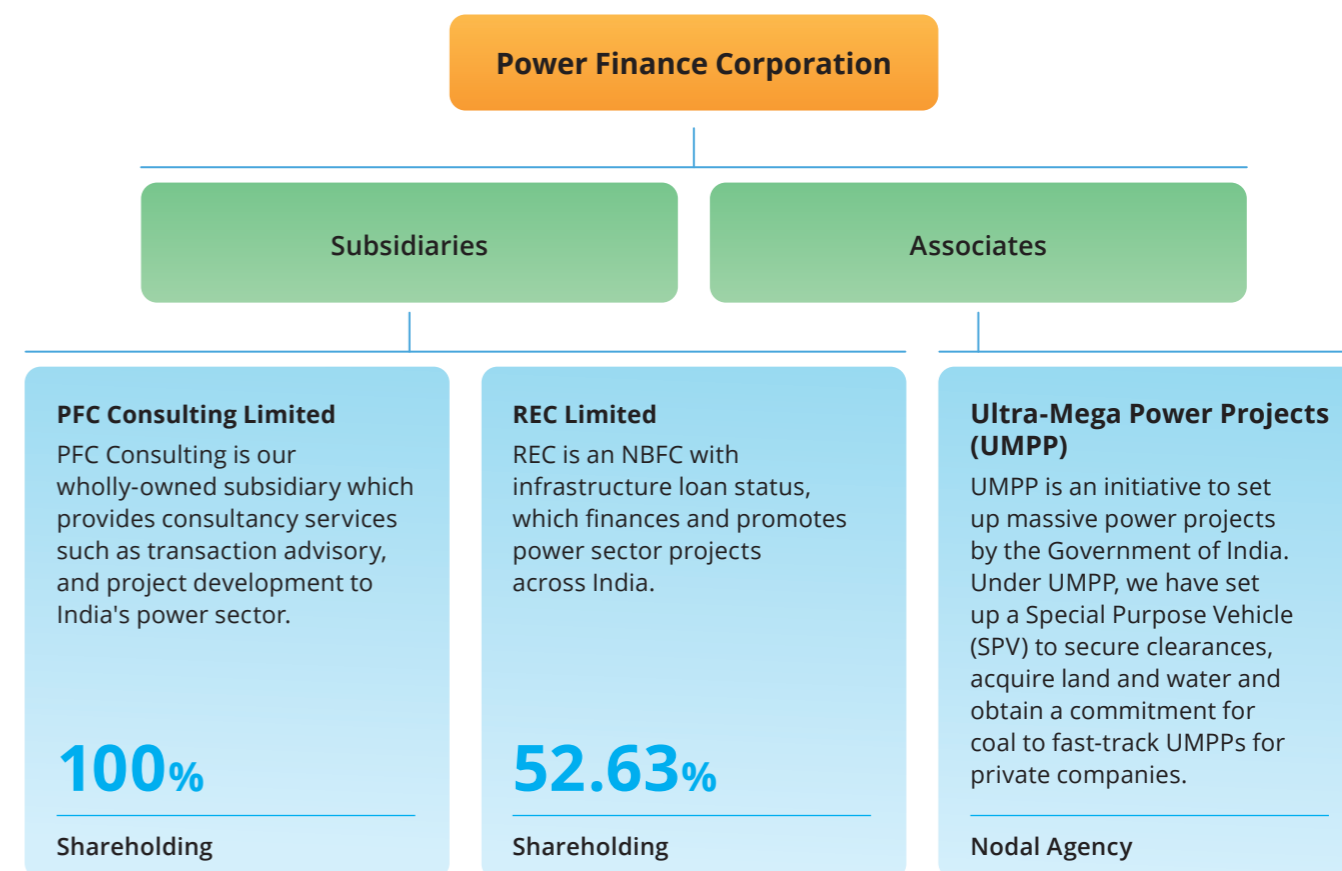 Power Finance Corporation
Subsidiaries
Associates
PFC Consulting Limited
PFC Consulting is our
wholly-owned subsidiary which
provides consultancy services
such as transaction advisory,
and project development to
India's power sector.
100%
Shareholding
REC Limited
REC is an NBFC with
infrastructure loan status,
which finances and promotes
power sector projects
across India.
52.63%
Shareholding
Ultra-Mega Power Projects
(UMPP)
UMPP is an initiative to set
up massive power projects
by the Government of India.
Under UMPP, we have set
up a Special Purpose Vehicle
(SPV) to secure clearances,
acquire land and water and
obtain a commitment for
coal to fast-track UMPPs for
private companies.
Nodal Agency